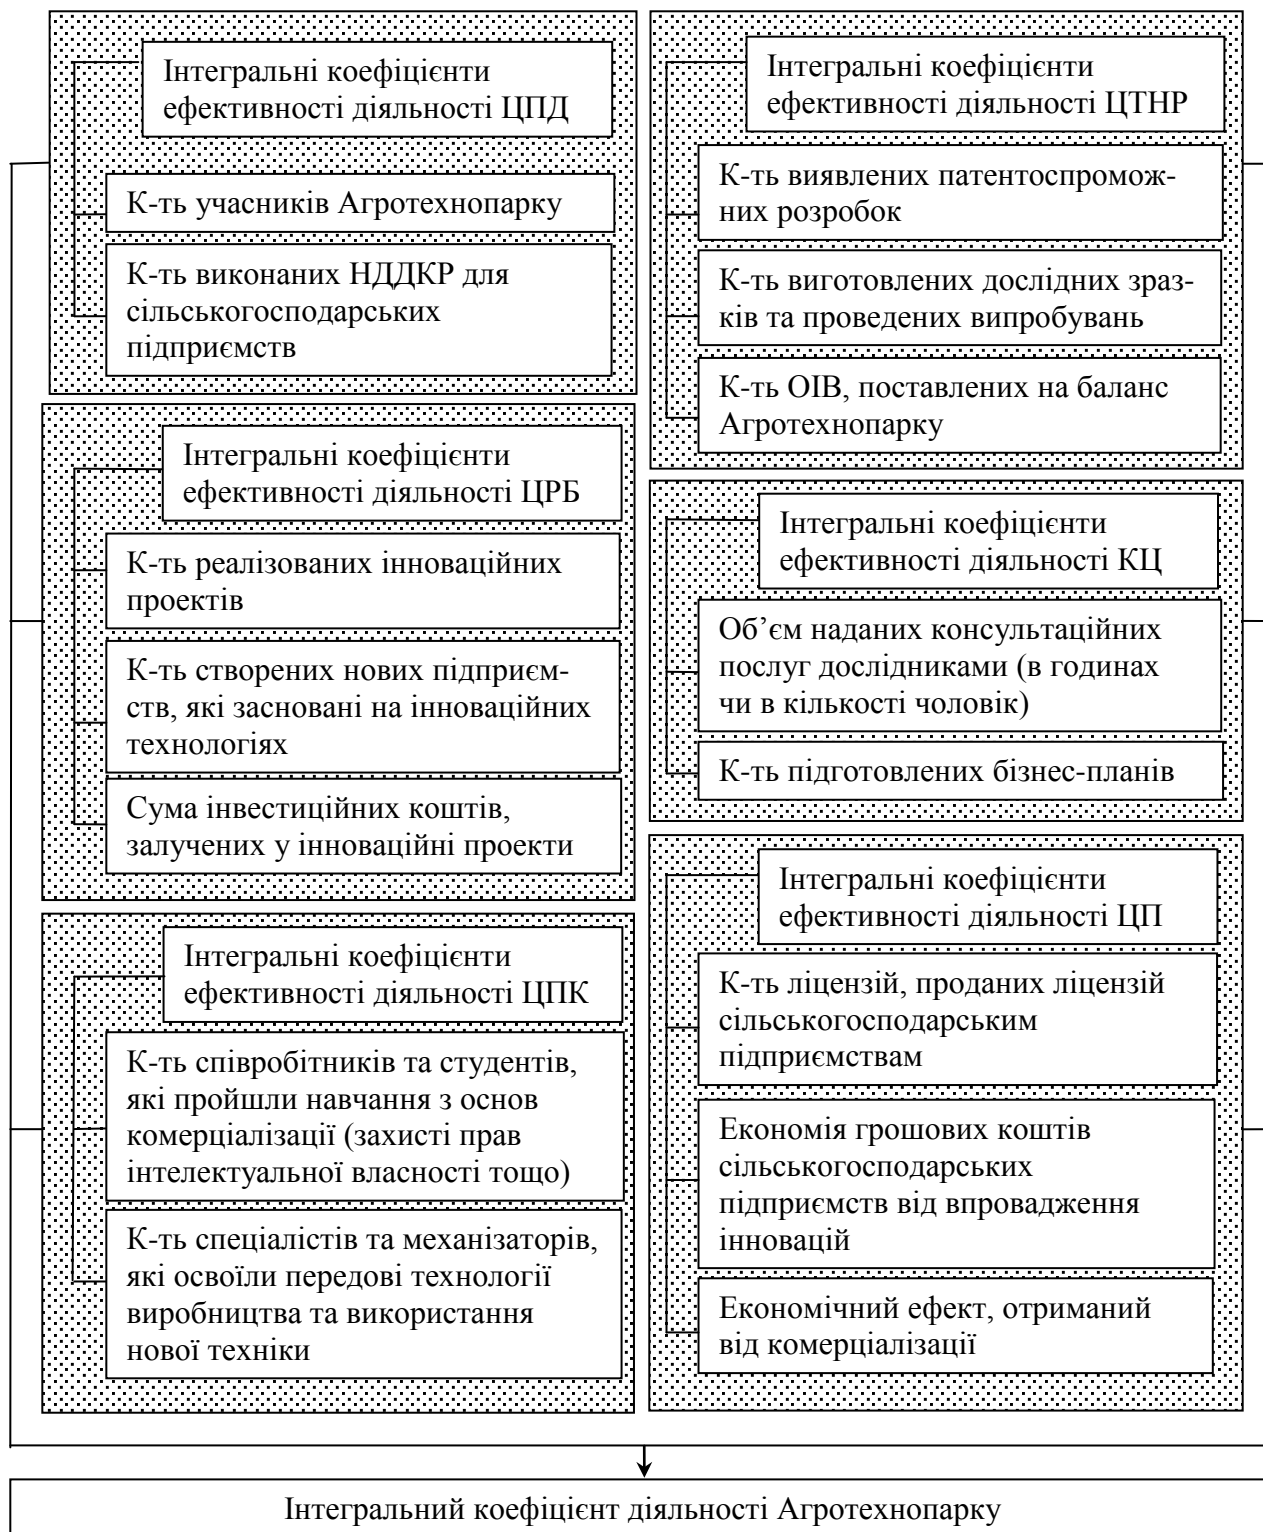 Інтегральні коефіцієнти
ефективності діяльності ЦПД
К-ть учасників Агротехнопарку
К-ть виконаних НДДКР для
сільськогосподарських
підприємств
Інтегральні коефіцієнти
ефективності діяльності ЦРБ
К-ть реалізованих інноваційних
проектів
К-ть створених нових підприєм-
ств, які засновані на інноваційних
технологіях
Сума інвестиційних коштів,
залучених у інноваційні проекти
Інтегральні коефіцієнти
ефективності діяльності ЦПК
К-ть співробітників та студентів,
які пройшли навчання з основ
комерціалізації (захисті прав
інтелектуальної власності тощо)
К-ть спеціалістів та механізаторів,
які освоїли передові технології
виробництва та використання
нової техніки
Інтегральні коефіцієнти
ефективності діяльності ЦТНР
К-ть виявлених патентоспромож-
них розробок
К-ть виготовлених дослідних зраз-
ків та проведених випробувань
К-ть ОІВ, поставлених на баланс
Агротехнопарку
Інтегральні коефіцієнти
ефективності діяльності КЦ
Об’єм наданих консультаційних
послуг дослідниками (в годинах
чи в кількості чоловік)
К-ть підготовлених бізнес-планів
Інтегральні коефіцієнти
ефективності діяльності ЦП
К-ть ліцензій, проданих ліцензій
сільськогосподарським
підприємствам
Економія грошових коштів
сільськогосподарських
підприємств від впровадження
інновацій
Економічний ефект, отриманий
від комерціалізації
Інтегральний коефіцієнт діяльності Агротехнопарку